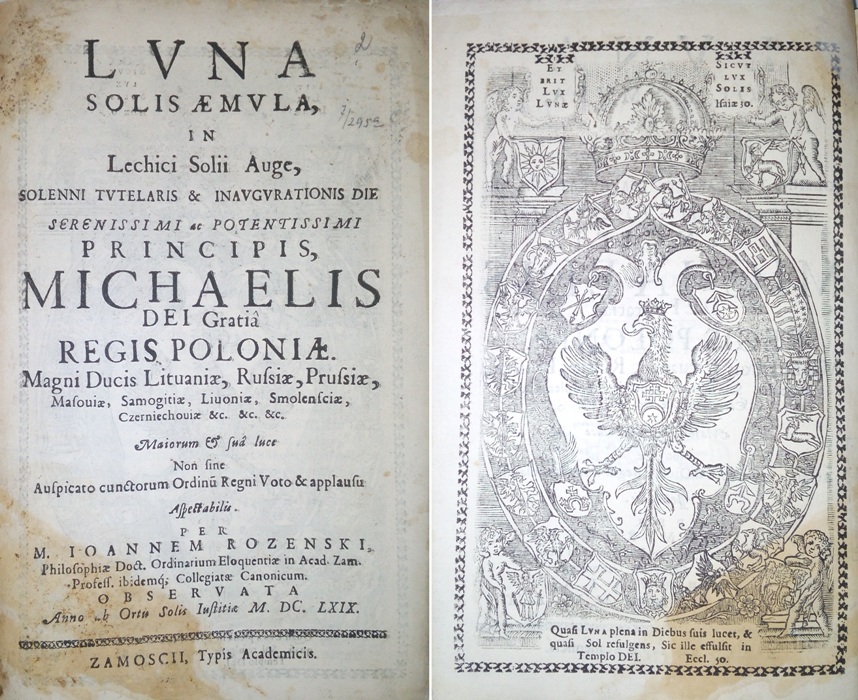 LVNA
SOLIS ÆMVLA,
IN
Lechici Solii Auge,
SOLENNI TVTELARIS & INAVGVRATIONIS DIE
SERENISSIMI ac POTENTISSIMI
PRINCIPIS,
MICHAELIS
DEI Gratiâ
REGIS POLONIÆ.
Magni Ducis Lituaniæ, Rußiæ, Prußiæ,
Masouiæ, Samogitiæ, Liuoniæ, Smolensciæ,
Czerniechouiæ &c. &c. &c.
Maiorum & suâ luce
Non sine
Auspicato cunctorum Ordinũ Regni Voto & applausu
Aspectabilis.
PER
M. IOANNEM ROZENSKI,
Philosophiæ Doct. Ordinarium Eloquentiæ in Acad. Zam.
Profess. ibidemq; Collegiatæ Canonicum.
OBSERVATA
Anno ab Ortu Solis Iustitiæ M. DC. LXIX.
ZAMOSCII, Typis Academicis.
2
295a
ET
ERIT
LVX
LVNÆ
SICVT
LVX
SOLIS
Isaiæ 30.
Quasi LVNA plena in Diebus suis lucet, &
quasi Sol refulgens, Sic ille effulsit in
Templo DEI. Eccl. 50.